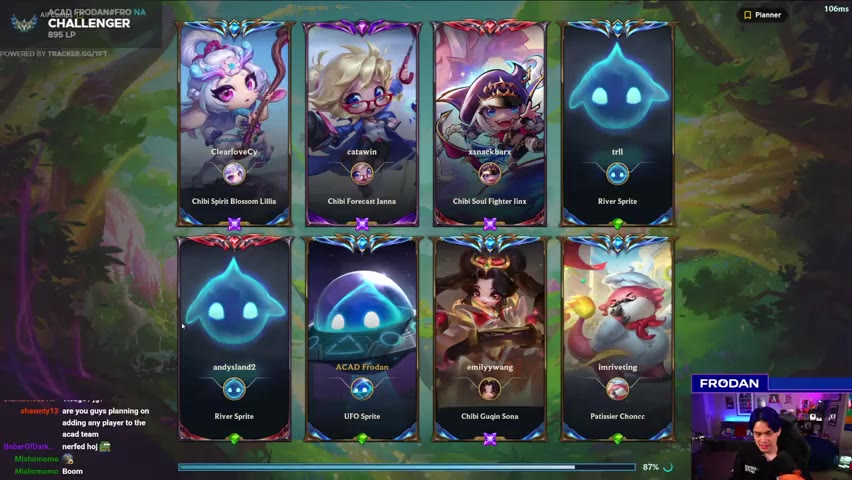 ACAD FRODAN#FRO NA
CHALLENGER
895 LP
POWERED BY TRACKER.GG/TFT
Planner
106ms
ClearloveCy
catawin
xsnackbarx
trll
Chibi Spirit Blossom Lillia
Chibi Forecast Janna
Chibi Soul Fighter Jinx
River Sprite
andysland2
ACAD Frodan
emilyywang
imriveting
River Sprite
UFO Sprite
Chibi Guqin Sona
Patissier Choncc
shawnty13 are you guys planning on
adding any player to the
acad team
BoberOfDark... nerfed hoj
Mishomomo
Mishomomo Boom
87%
FRODAN